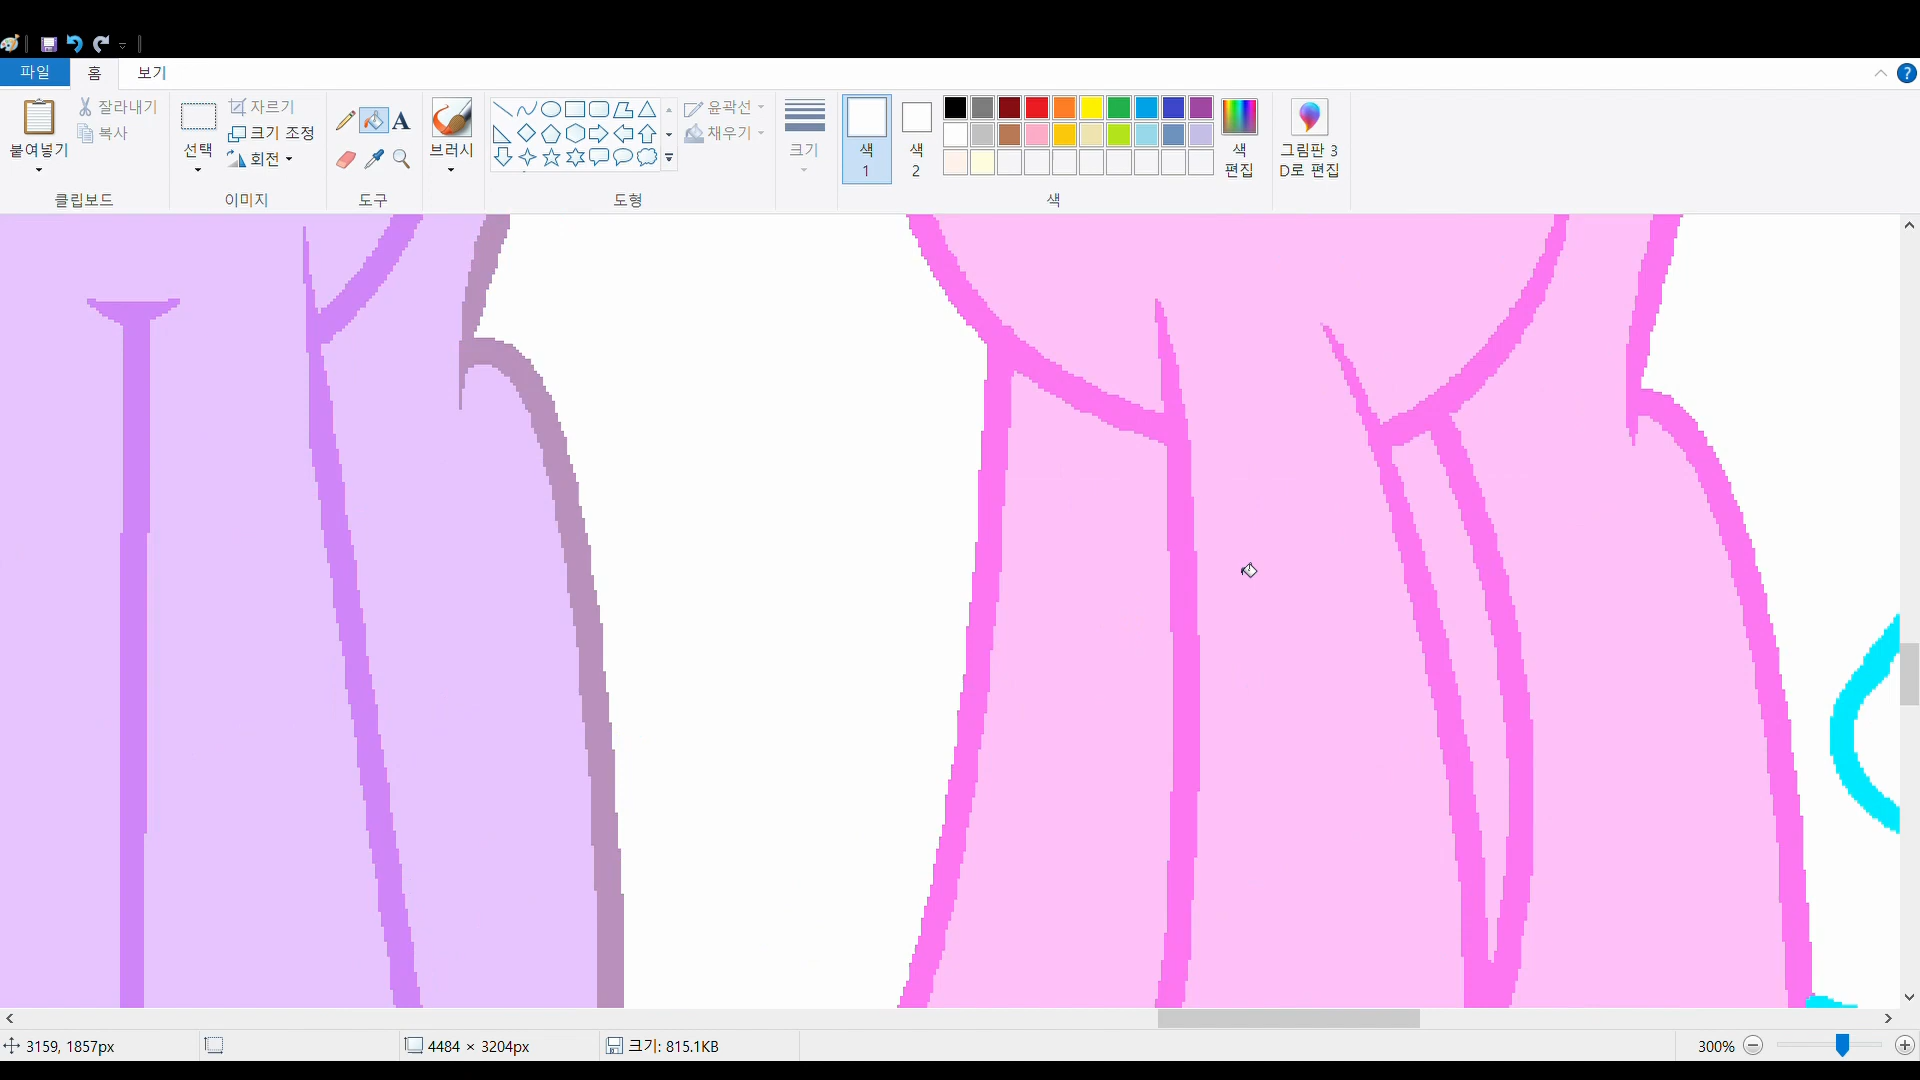 파일 홈 보기
붙여넣기
잘라내기
복사
클립보드
선택
자르기
크기 조정
회전
이미지
A
도구
브러시
도형
윤곽선
채우기
크기
색
1
색
2
색
편집
그림판 3
D로 편집
색
?
3159, 1857px
4484 × 3204px
크기: 815.1KB
300%